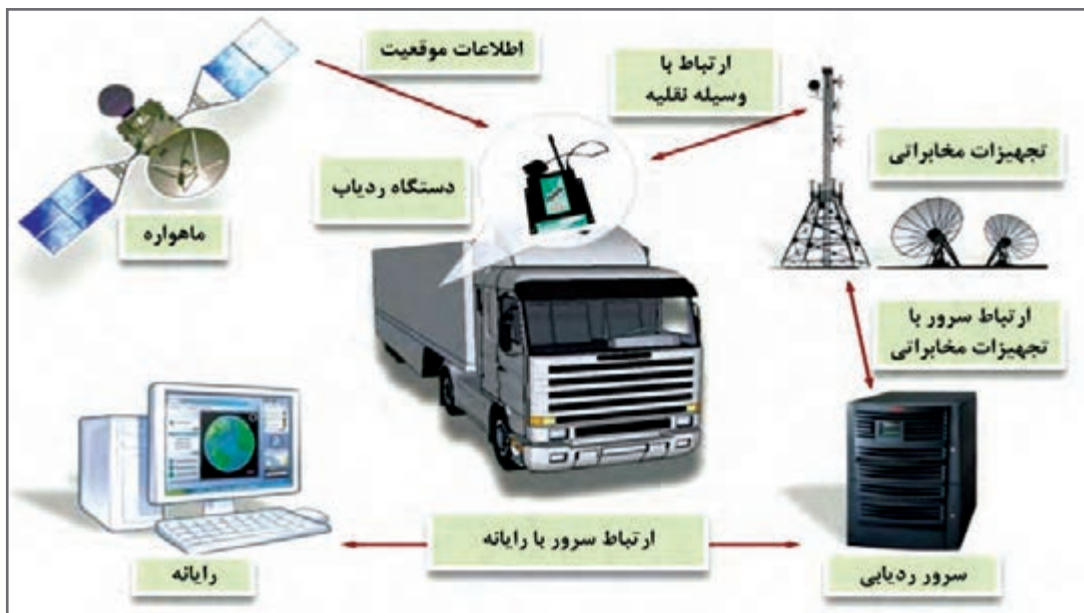 اطلاعات موقعیت
ارتباط با
وسیله نقلیه
تجهیزات مخابراتی
دستگاه ردیاب
ماهواره
ارتباط سرور با
تجهیزات مخابراتی
ارتباط سرور با رایانه
رایانه
سرور ردیابی